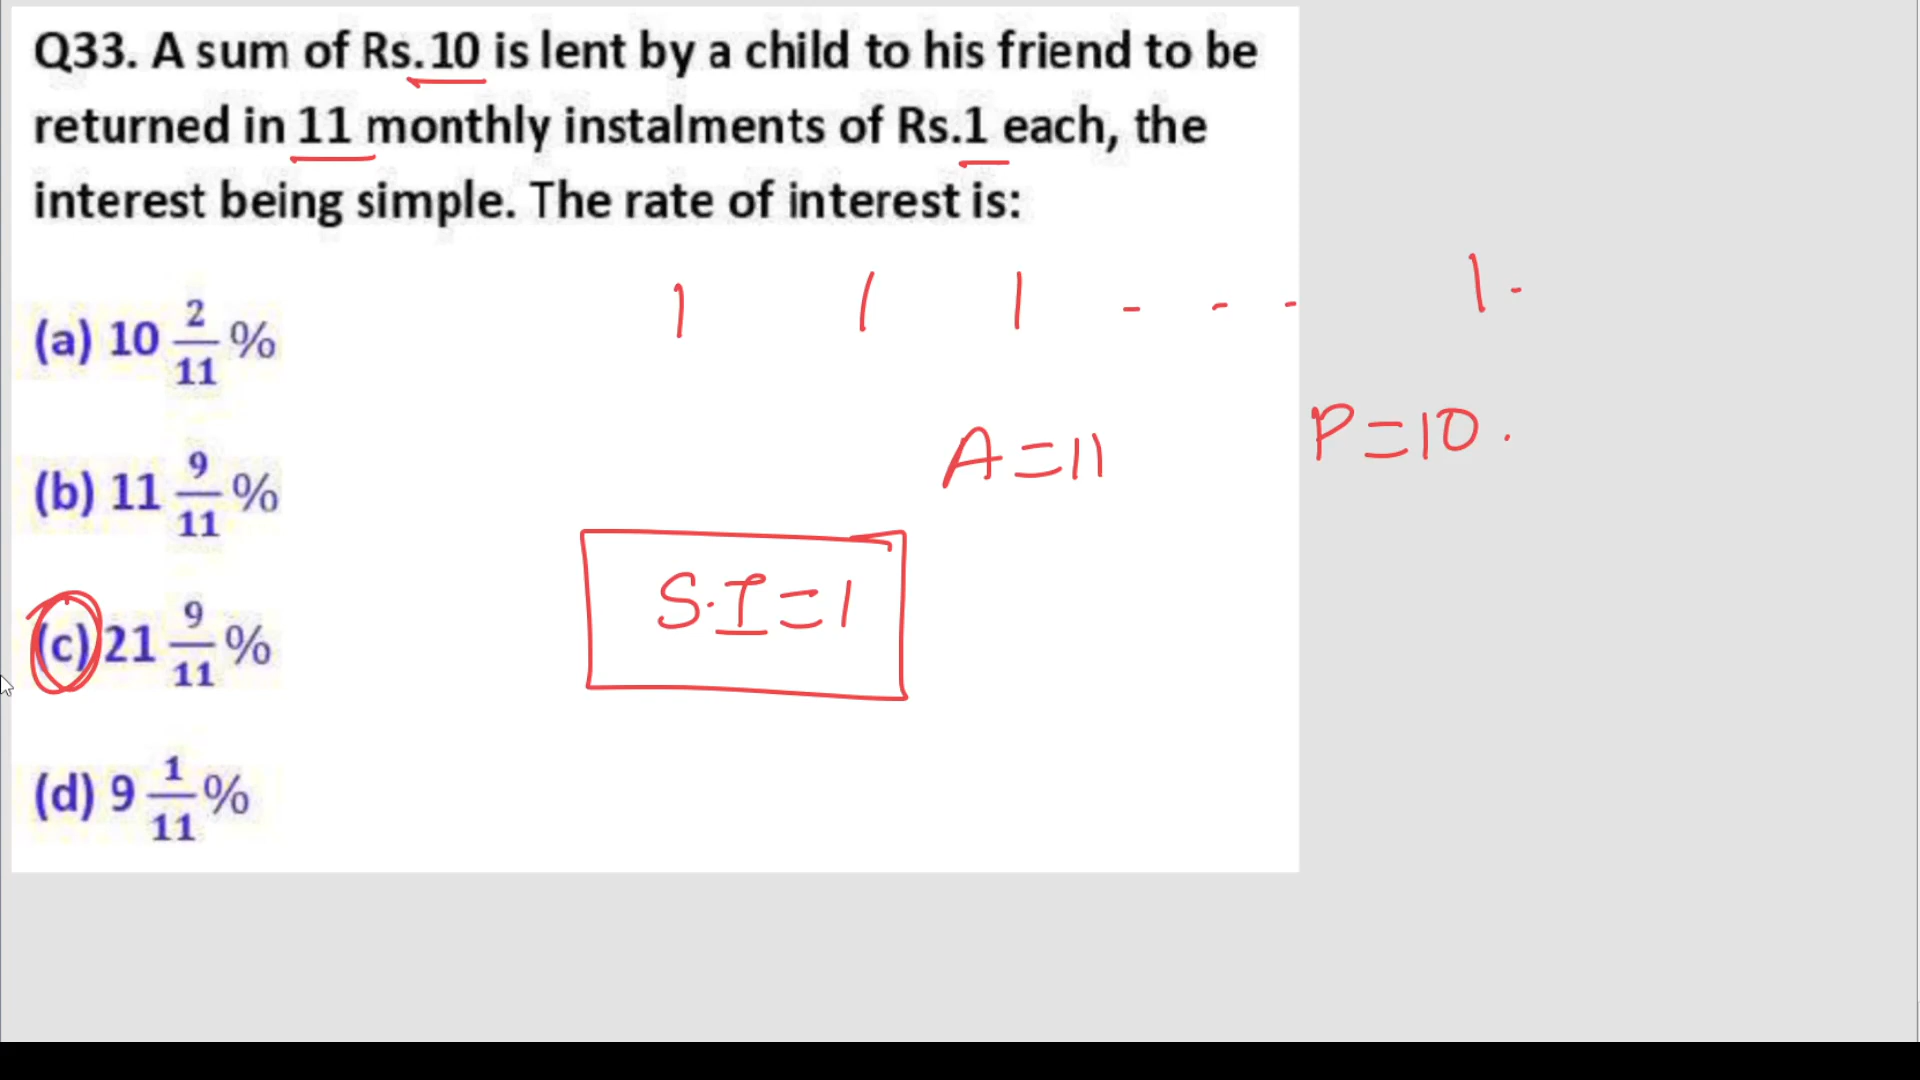 Q33. A sum of Rs.10 is lent by a child to his friend to be
returned in 11 monthly instalments of Rs.1 each, the
interest being simple. The rate of interest is:
1 1 1 - - - 1.
(a) 10 2/11 %
A=11 P=10.
(b) 11 9/11 %
S.I=1
(c) 21 9/11 %
(d) 9 1/11 %